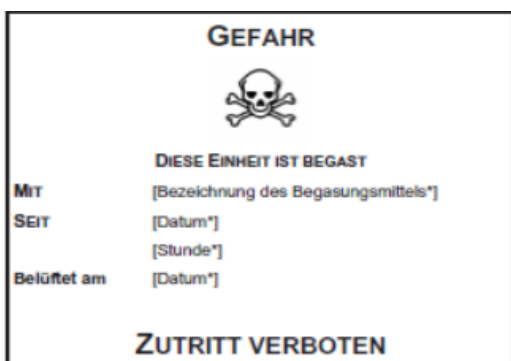 GEFAHR
DIESE EINHEIT IST BEGAST
MIT [Bezeichnung des Begasungsmittels*]
SEIT [Datum*]
[Stunde*]
Belüftet am [Datum*]
ZUTRITT VERBOTEN